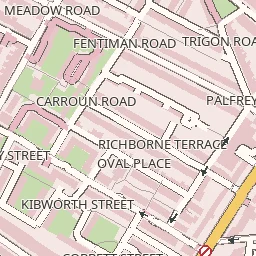 MEADOW ROAD
FENTIMAN ROAD
TRIGON ROA
CARROUN ROAD
PALFREY
RICHBORNE TERRACE
Y STREET
OVAL PLACE
KIBWORTH STREET